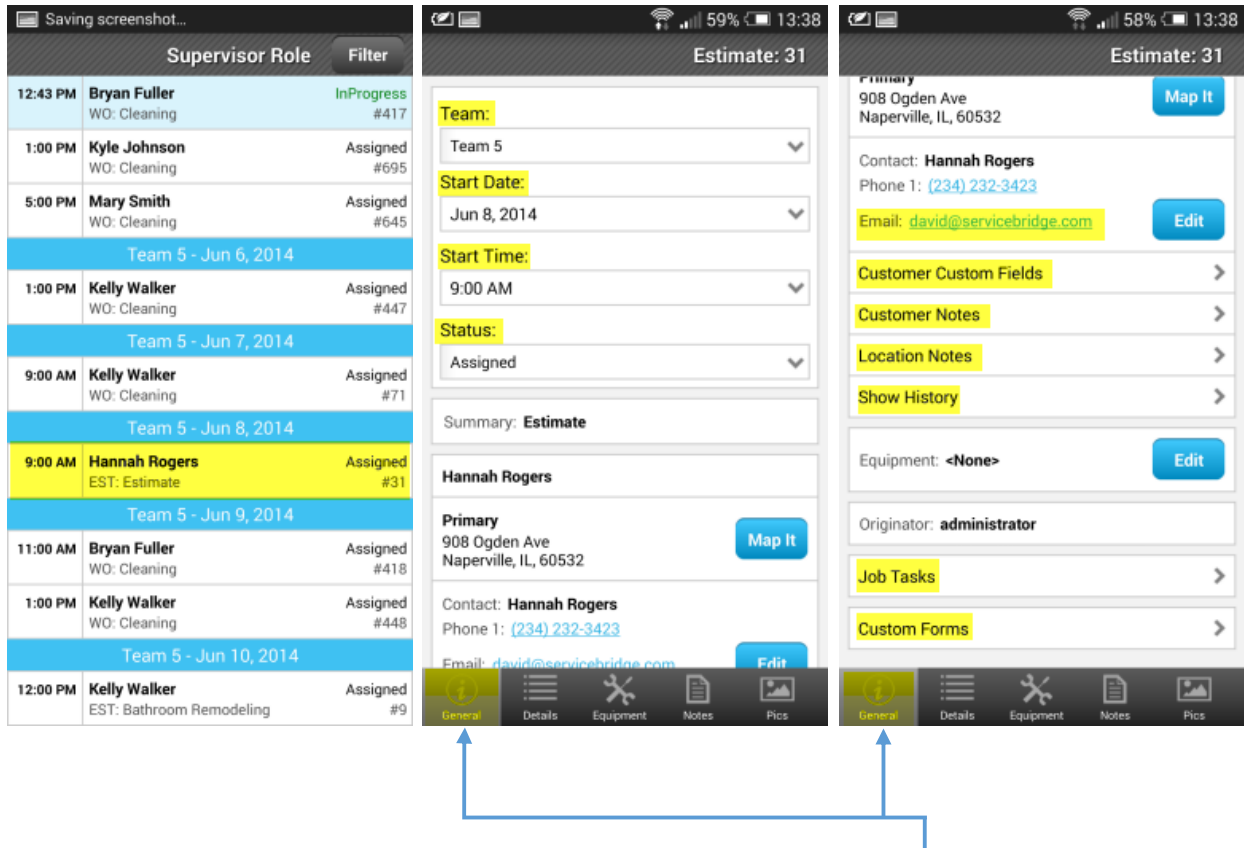 Saving screenshot...
Supervisor Role Filter
12:43 PM Bryan Fuller InProgress
WO: Cleaning #417
1:00 PM Kyle Johnson Assigned
WO: Cleaning #695
5:00 PM Mary Smith Assigned
WO: Cleaning #645
Team 5 - Jun 6, 2014
1:00 PM Kelly Walker Assigned
WO: Cleaning #447
Team 5 - Jun 7, 2014
9:00 AM Kelly Walker Assigned
WO: Cleaning #71
Team 5 - Jun 8, 2014
9:00 AM Hannah Rogers Assigned
EST: Estimate #31
Team 5 - Jun 9, 2014
11:00 AM Bryan Fuller Assigned
WO: Cleaning #418
1:00 PM Kelly Walker Assigned
WO: Cleaning #448
Team 5 - Jun 10, 2014
12:00 PM Kelly Walker Assigned
EST: Bathroom Remodeling #9
59% 13:38
Estimate: 31
Team:
Team 5
Start Date:
Jun 8, 2014
Start Time:
9:00 AM
Status:
Assigned
Summary: Estimate
Hannah Rogers
Primary
908 Ogden Ave
Naperville, IL, 60532
Map It
Contact: Hannah Rogers
Phone 1: (234) 232-3423
Email: david@servicebridge.com Edit
General Details Equipment Notes Pics
58% 13:38
Estimate: 31
Primary
908 Ogden Ave
Naperville, IL, 60532
Map It
Contact: Hannah Rogers
Phone 1: (234) 232-3423
Email: david@servicebridge.com Edit
Customer Custom Fields
Customer Notes
Location Notes
Show History
Equipment: <None> Edit
Originator: administrator
Job Tasks
Custom Forms
General Details Equipment Notes Pics